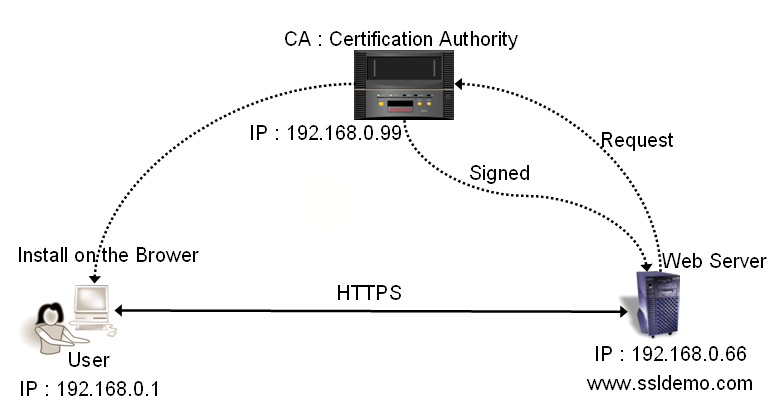 CA : Certification Authority
IP : 192.168.0.99
Request
Signed
Install on the Brower
Web Server
HTTPS
User
IP : 192.168.0.1
IP : 192.168.0.66
www.ssldemo.com